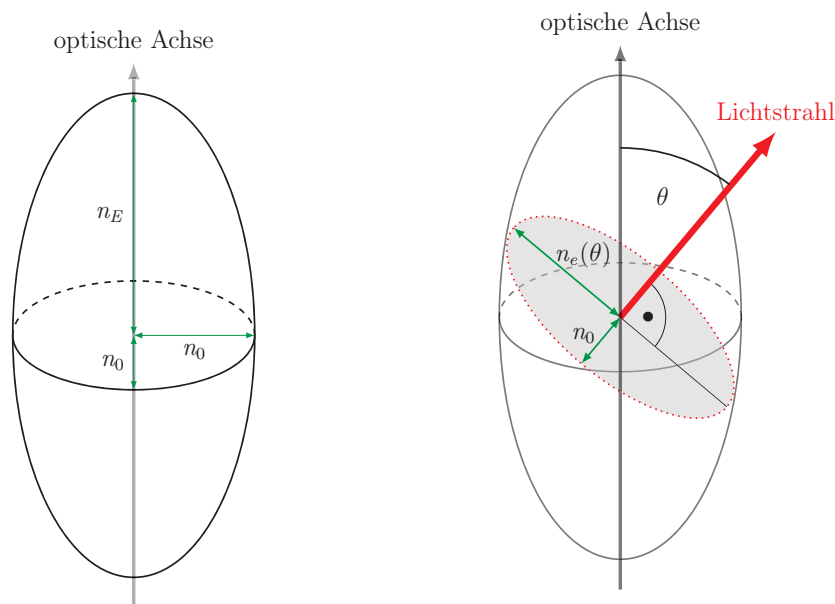 optische Achse
n_E
n_0
n_0
optische Achse
Lichtstrahl
θ
n_e(θ)
n_0